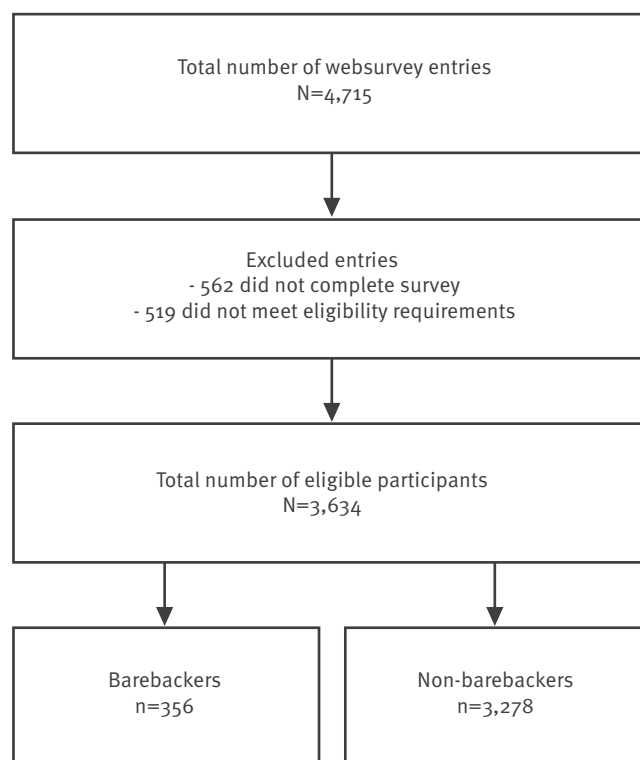 Total number of websurvey entries
N=4,715
Excluded entries
- 562 did not complete survey
- 519 did not meet eligibility requirements
Total number of eligible participants
N=3,634
Barebackers
n=356
Non-barebackers
n=3,278